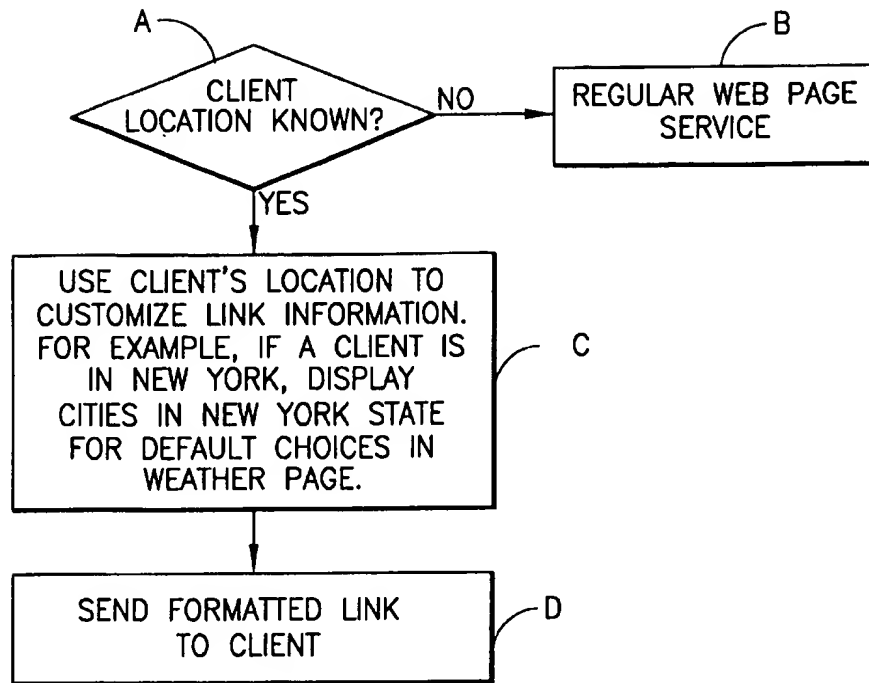 A
B
CLIENT
LOCATION KNOWN?
NO
REGULAR WEB PAGE
SERVICE
YES
USE CLIENT'S LOCATION TO
CUSTOMIZE LINK INFORMATION.
FOR EXAMPLE, IF A CLIENT IS
IN NEW YORK, DISPLAY
CITIES IN NEW YORK STATE
FOR DEFAULT CHOICES IN
WEATHER PAGE.
C
SEND FORMATTED LINK
TO CLIENT
D